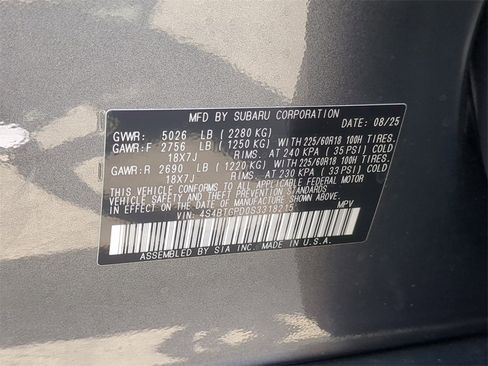 MFD BY SUBARU CORPORATION DATE: 08/25
GVWR: 5026 LB (2280 KG)
GAWR:F 2756 LB (1250 KG) WITH 225/60R18 100H TIRES.
18X7J RIMS. AT 240 KPA (35 PSI) COLD
GAWR:R 2690 LB (1220 KG) WITH 225/60R18 100H TIRES.
18X7J RIMS. AT 230 KPA (33 PSI) COLD
THIS VEHICLE CONFORMS TO ALL APPLICABLE FEDERAL MOTOR
VEHICLE SAFETY AND THEFT PREVENTION STANDARDS
IN EFFECT ON THE DATE OF MANUFACTURE SHOWN ABOVE.
VIN: 4S4BTGPD0S3318215 MPV
ASSEMBLED BY SIA INC. MADE IN U.S.A.